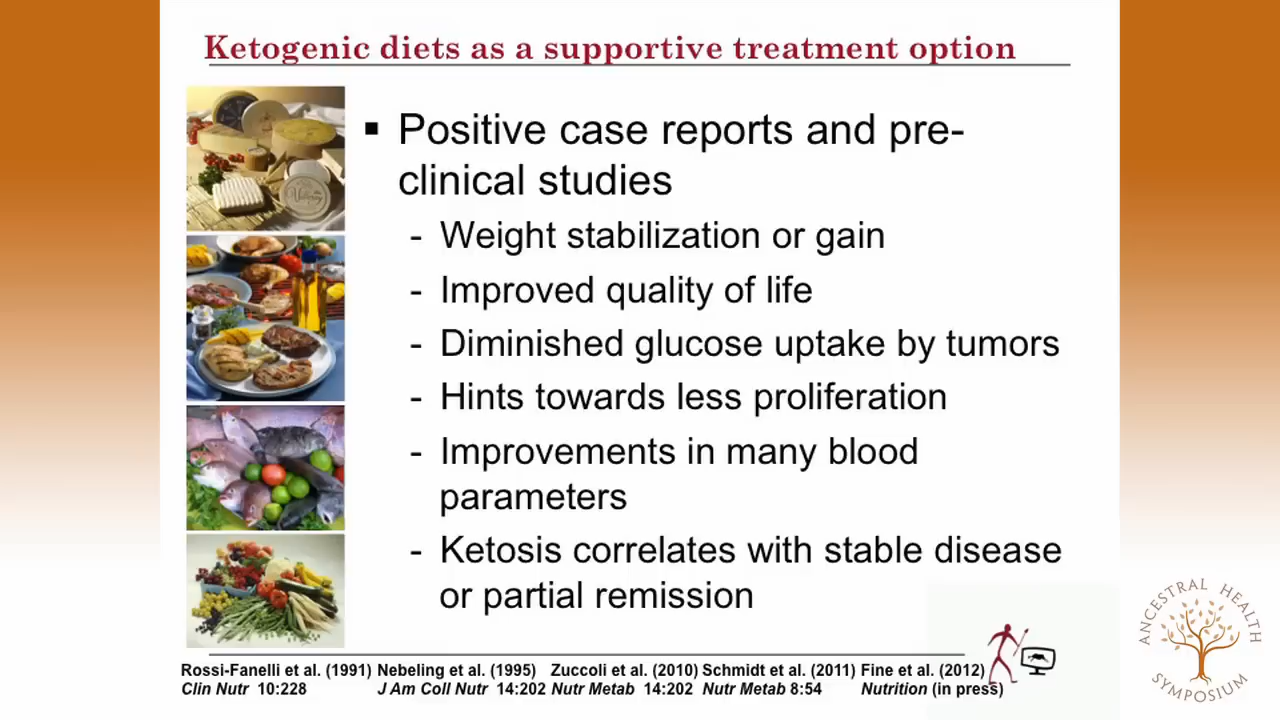 Ketogenic diets as a supportive treatment option
▪ Positive case reports and pre-
clinical studies
- Weight stabilization or gain
- Improved quality of life
- Diminished glucose uptake by tumors
- Hints towards less proliferation
- Improvements in many blood
parameters
- Ketosis correlates with stable disease
or partial remission
Rossi-Fanelli et al. (1991) Nebeling et al. (1995) Zuccoli et al. (2010) Schmidt et al. (2011) Fine et al. (2012)
Clin Nutr 10:228 J Am Coll Nutr 14:202 Nutr Metab 14:202 Nutr Metab 8:54 Nutrition (in press)
ANCESTRAL HEALTH
SYMPOSIUM